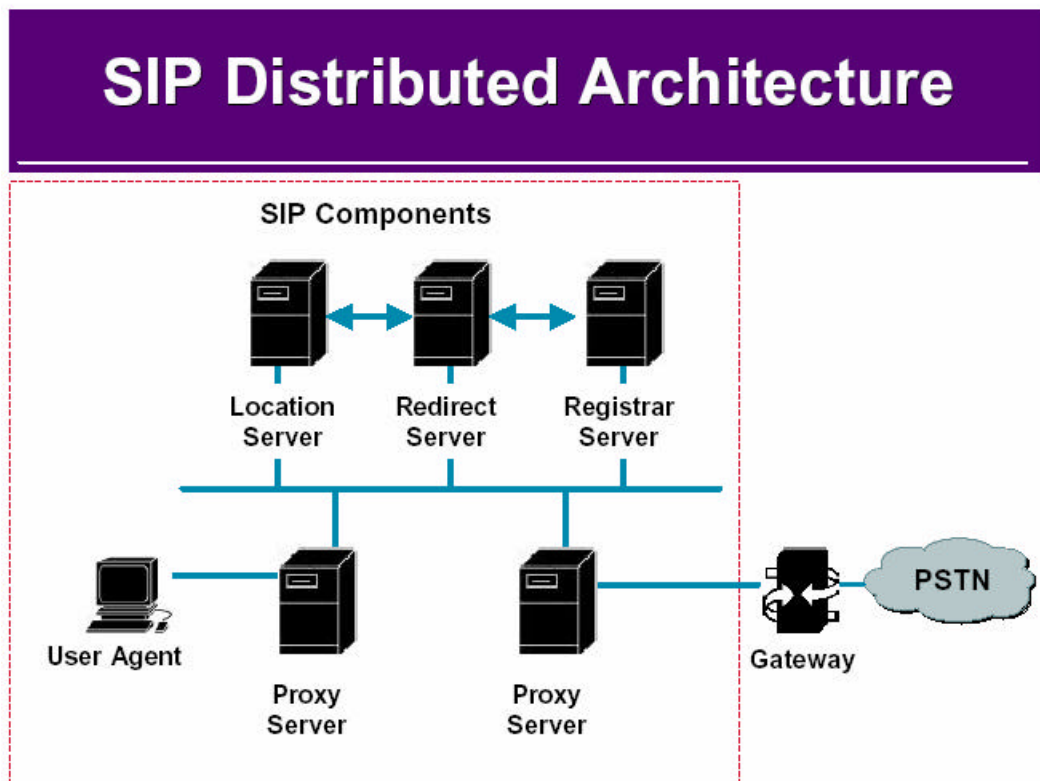 SIP Distributed Architecture
SIP Components
Location
Server
Redirect
Server
Registrar
Server
User Agent
Proxy
Server
Proxy
Server
Gateway
PSTN